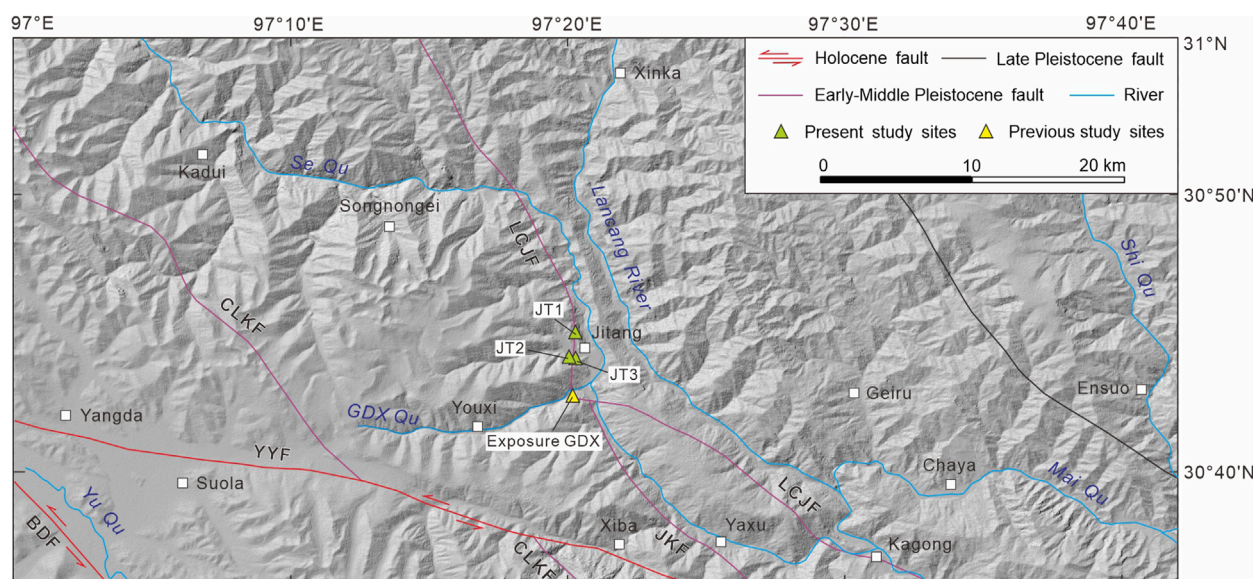 97°E 97°10'E 97°20'E 97°30'E 97°40'E
31°N
Holocene fault
Late Pleistocene fault
Early-Middle Pleistocene fault
River
Present study sites
Previous study sites
0 10 20 km
Xinka
Kadui
Se Qu
Songnongei
30°50'N
LCJF
Lancang River
Shi Qu
CLKF
JT1
Jitang
JT2
JT3
Yangda
GDX Qu
Youxi
Geiru
Ensuo
Exposure GDX
YYF
Suola
Yu Qu
BDF
Chaya
Mai Qu
30°40'N
LCJF
Xiba
JKF
Yaxu
Kagong
CLKF